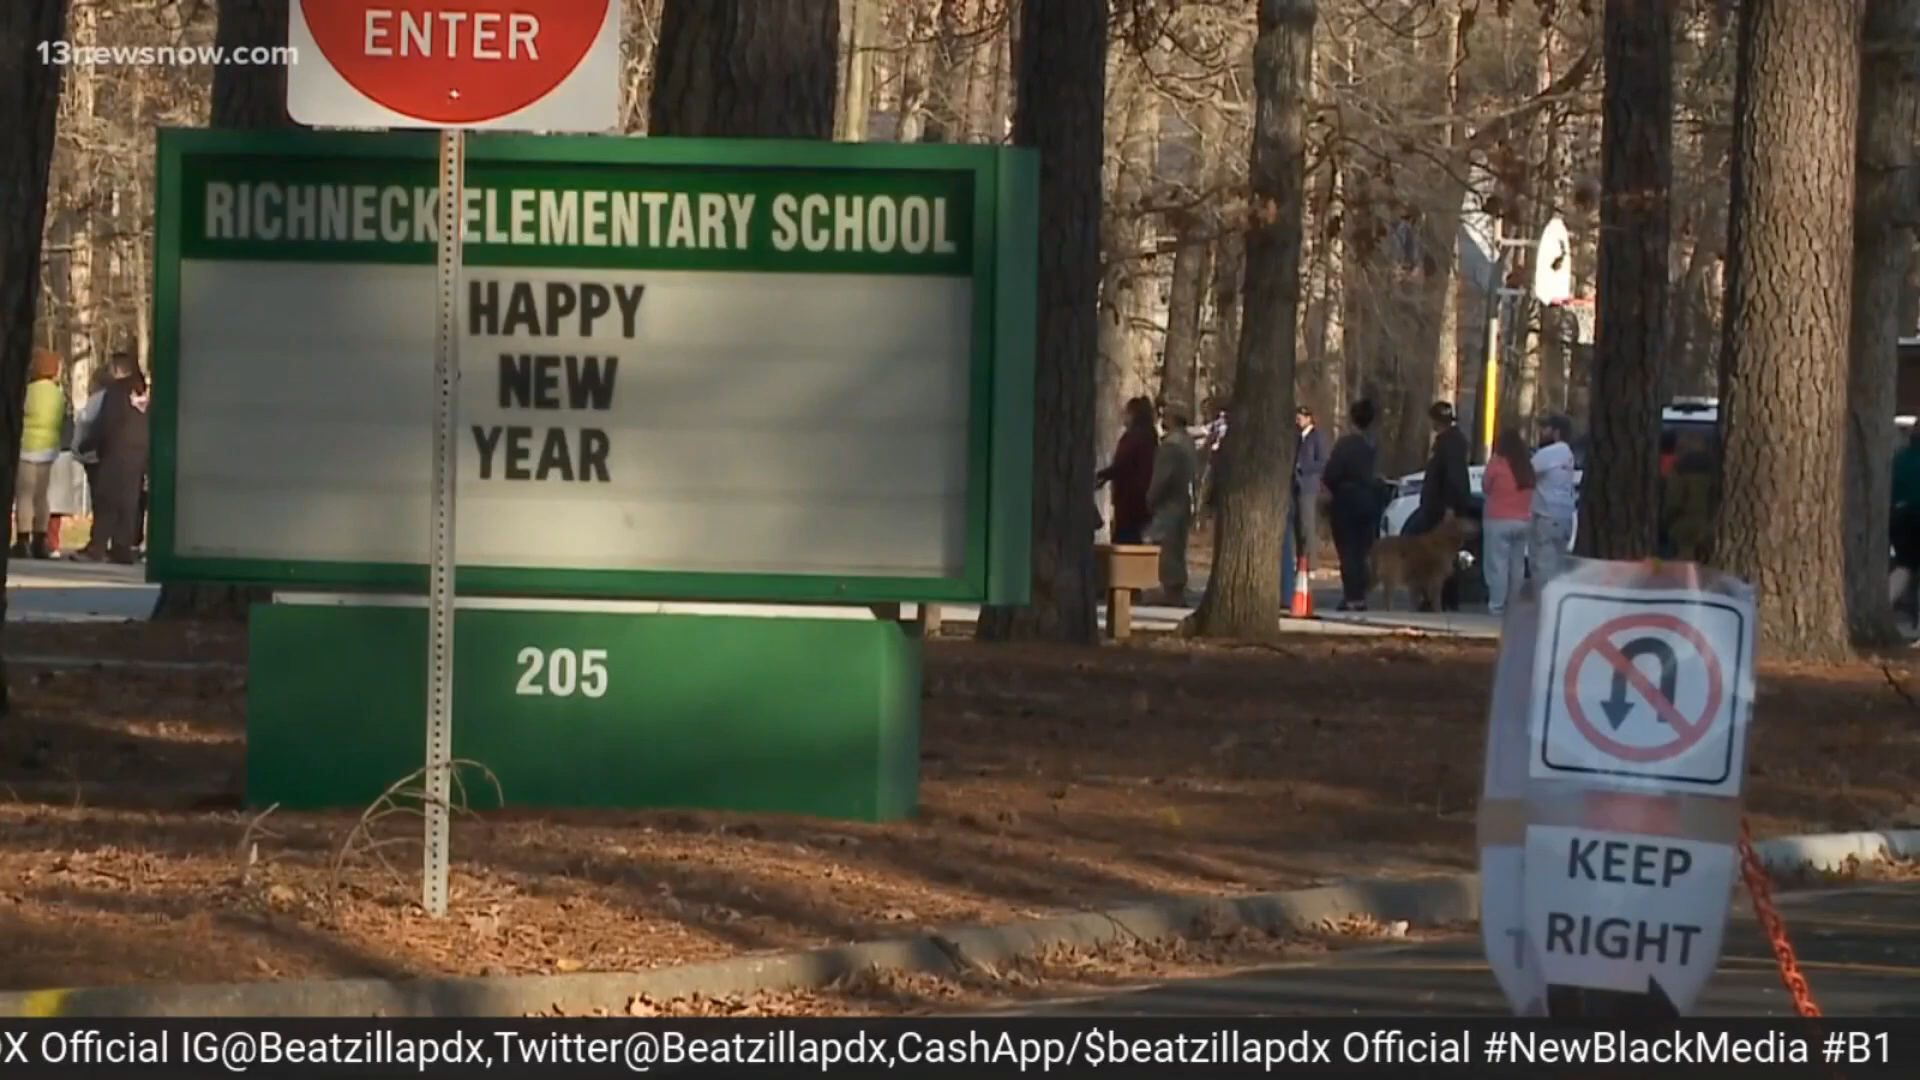 13newsnow.com
ENTER
RICHNECK ELEMENTARY SCHOOL
HAPPY
NEW
YEAR
205
KEEP
RIGHT
X Official IG@Beatzillapdx,Twitter@Beatzillapdx,CashApp/$beatzillapdx Official #NewBlackMedia #B1